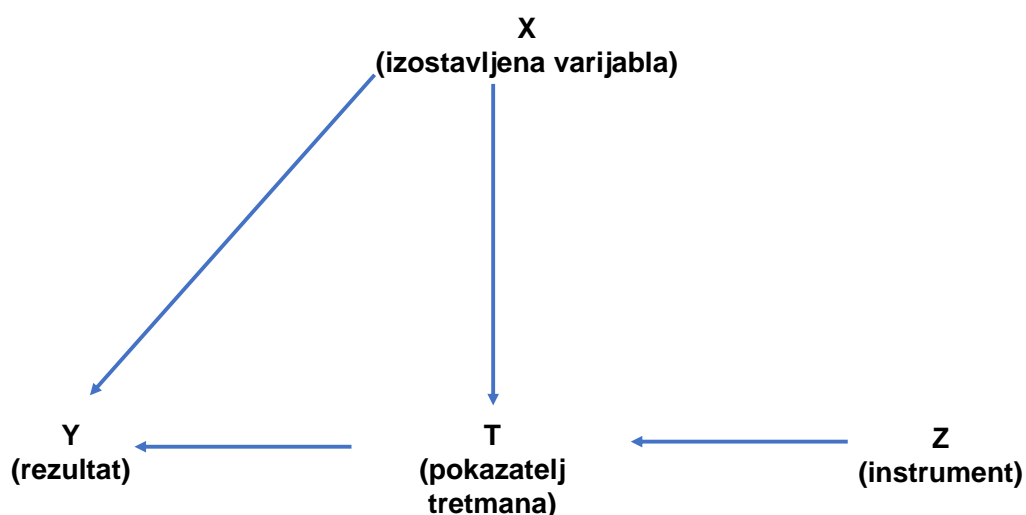 X
(izostavljena varijabla)
Y
(rezultat)
T
(pokazatelj
tretmana)
Z
(instrument)